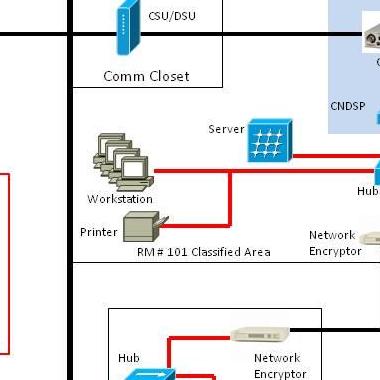 CSU/DSU
Comm Closet
CNDSP
Server
Workstation
Hub
Printer
RM # 101 Classified Area
Network
Encryptor
Hub
Network
Encryptor